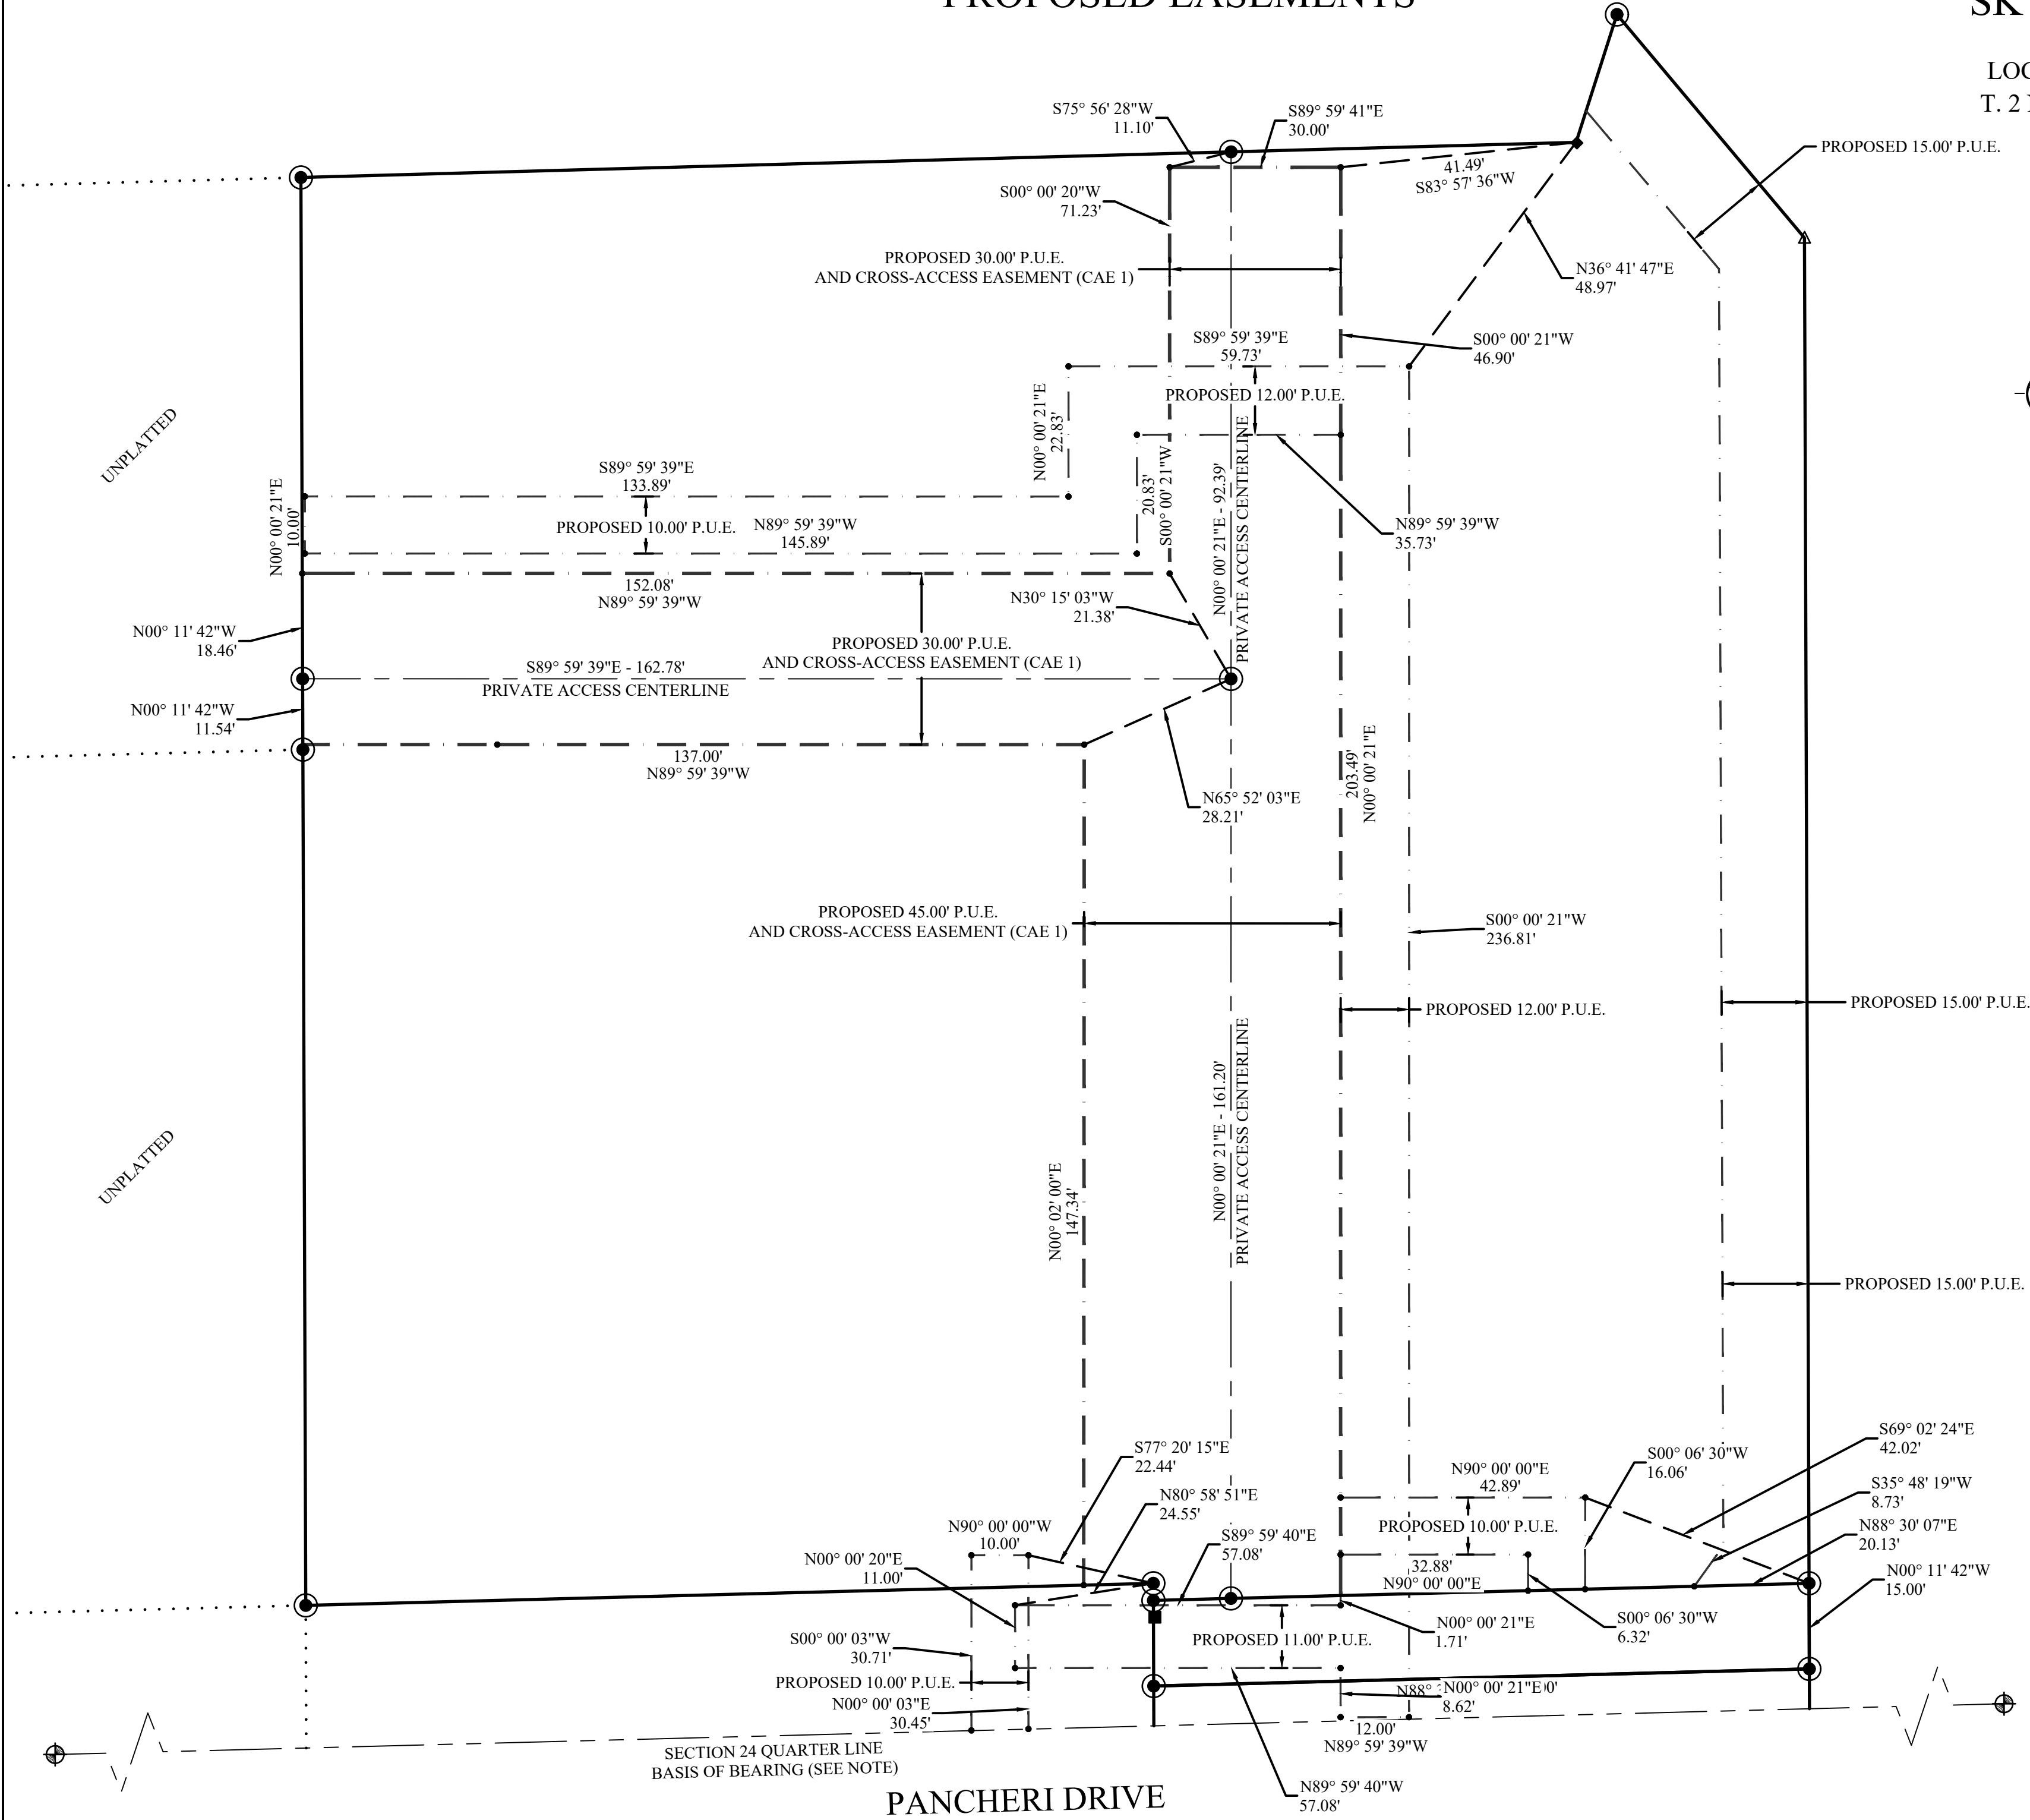 PROPOSED EASEMENTS
SK
LOC
T. 2
S75° 56' 28"W
11.10'
S89° 59' 41"E
30.00'
PROPOSED 15.00' P.U.E.
41.49'
S83° 57' 36"W
S00° 00' 20"W
71.23'
PROPOSED 30.00' P.U.E.
AND CROSS-ACCESS EASEMENT (CAE 1)
N36° 41' 47"E
48.97'
S89° 59' 39"E
59.73'
S00° 00' 21"W
46.90'
PROPOSED 12.00' P.U.E.
N00° 00' 21"E
22.83'
UNPLATTED
S89° 59' 39"E
133.89'
20.83'
S00° 00' 21"W
N00° 00' 21"E - 92.39'
PRIVATE ACCESS CENTERLINE
N00° 00' 21"E
10.00'
PROPOSED 10.00' P.U.E.
N89° 59' 39"W
145.89'
N89° 59' 39"W
35.73'
152.08'
N89° 59' 39"W
N30° 15' 03"W
21.38'
N00° 11' 42"W
18.46'
PROPOSED 30.00' P.U.E.
AND CROSS-ACCESS EASEMENT (CAE 1)
S89° 59' 39"E - 162.78'
PRIVATE ACCESS CENTERLINE
N00° 11' 42"W
11.54'
137.00'
N89° 59' 39"W
203.49'
N00° 00' 21"E
N65° 52' 03"E
28.21'
PROPOSED 45.00' P.U.E.
AND CROSS-ACCESS EASEMENT (CAE 1)
S00° 00' 21"W
236.81'
PROPOSED 12.00' P.U.E.
PROPOSED 15.00' P.U.E.
N00° 00' 21"E - 161.20'
PRIVATE ACCESS CENTERLINE
UNPLATTED
N00° 02' 00"E
147.34'
PROPOSED 15.00' P.U.E.
S77° 20' 15"E
22.44'
N80° 58' 51"E
24.55'
N90° 00' 00"E
42.89'
S00° 06' 30"W
16.06'
S69° 02' 24"E
42.02'
S35° 48' 19"W
8.73'
N90° 00' 00"W
10.00'
S89° 59' 40"E
57.08'
PROPOSED 10.00' P.U.E.
N88° 30' 07"E
20.13'
N00° 00' 20"E
11.00'
32.88'
N90° 00' 00"E
N00° 11' 42"W
15.00'
S00° 00' 03"W
30.71'
PROPOSED 11.00' P.U.E.
N00° 00' 21"E
1.71'
S00° 06' 30"W
6.32'
PROPOSED 10.00' P.U.E.
N00° 00' 03"E
30.45'
N88°
N00° 00' 21"E
8.62'
12.00'
N89° 59' 39"W
SECTION 24 QUARTER LINE
BASIS OF BEARING (SEE NOTE)
N89° 59' 40"W
57.08'
PANCHERI DRIVE